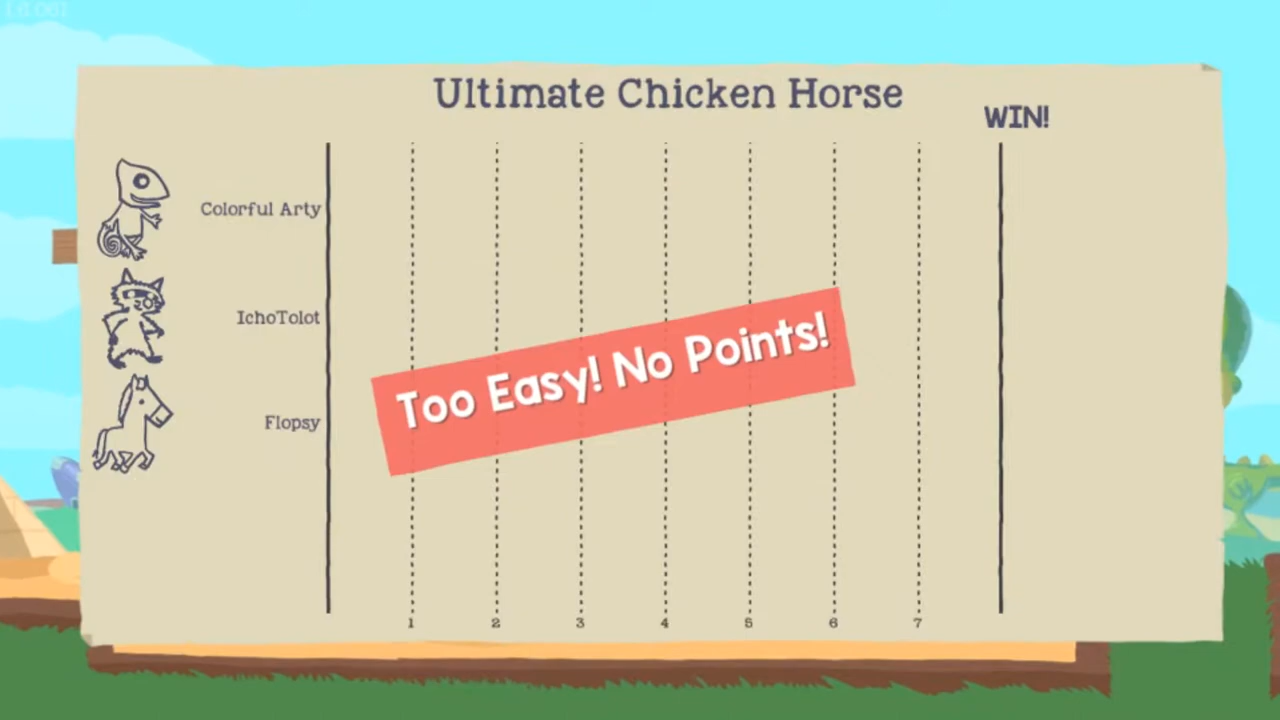 Ultimate Chicken Horse
WIN!
Colorful Arty
IchoTolot
Flopsy
Too Easy! No Points!
1 2 3 4 5 6 7